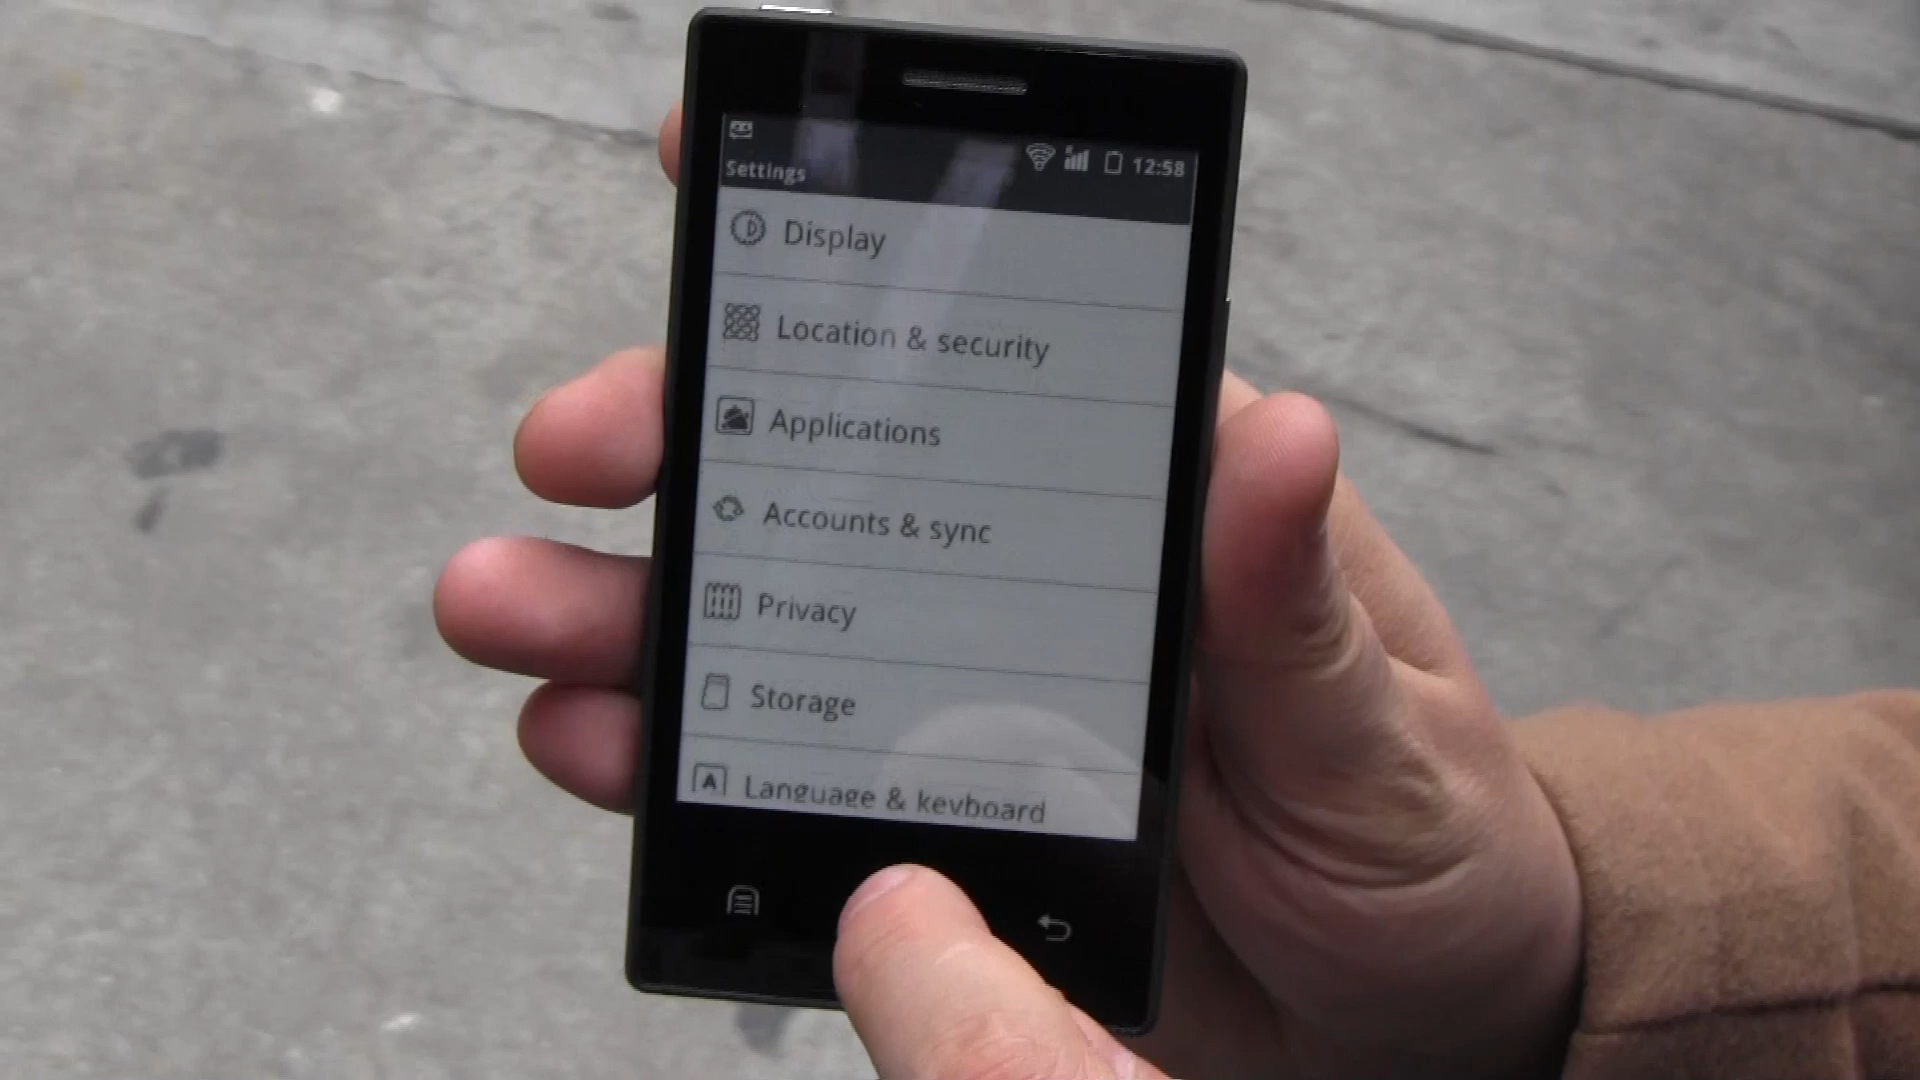 12:58
Settings
Display
Location & security
Applications
Accounts & sync
Privacy
Storage
Language & keyboard